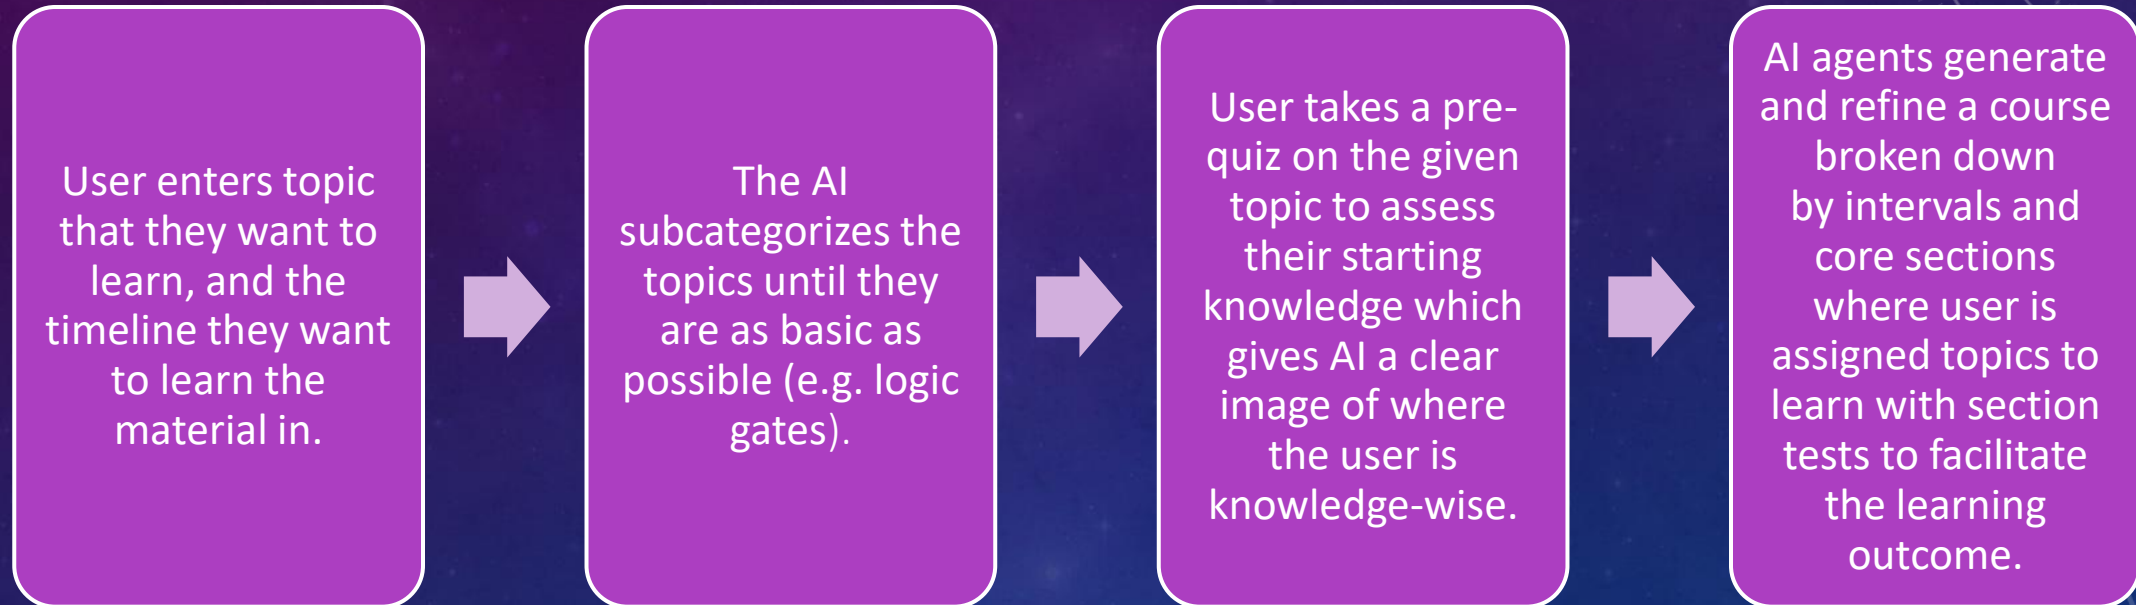 User enters topic
that they want to
learn, and the
timeline they want
to learn the
material in.
The AI
subcategorizes the
topics until they
are as basic as
possible (e.g. logic
gates).
User takes a pre-
quiz on the given
topic to assess
their starting
knowledge which
gives AI a clear
image of where
the user is
knowledge-wise.
AI agents generate
and refine a course
broken down
by intervals and
core sections
where user is
assigned topics to
learn with section
tests to facilitate
the learning
outcome.